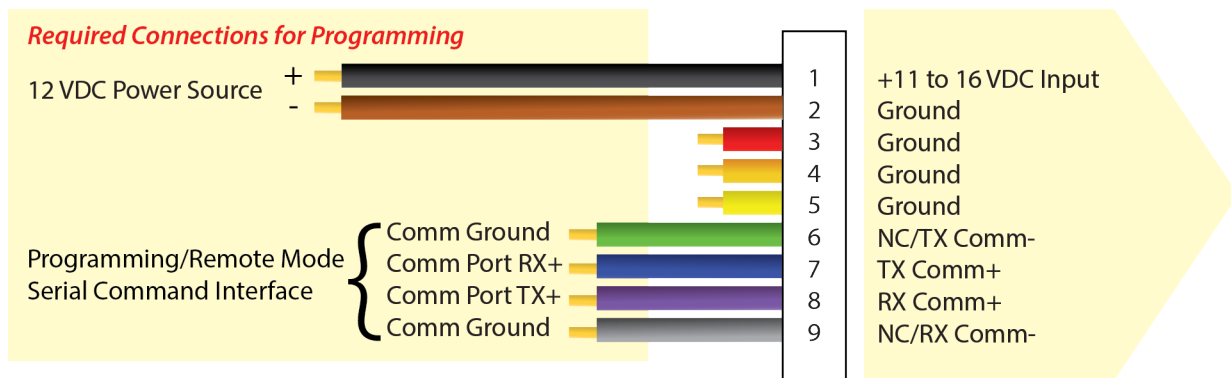 Required Connections for Programming
12 VDC Power Source
+
-
1 +11 to 16 VDC Input
2 Ground
3 Ground
4 Ground
5 Ground
Programming/Remote Mode
Serial Command Interface
Comm Ground 6 NC/TX Comm-
Comm Port RX+ 7 TX Comm+
Comm Port TX+ 8 RX Comm+
Comm Ground 9 NC/RX Comm-